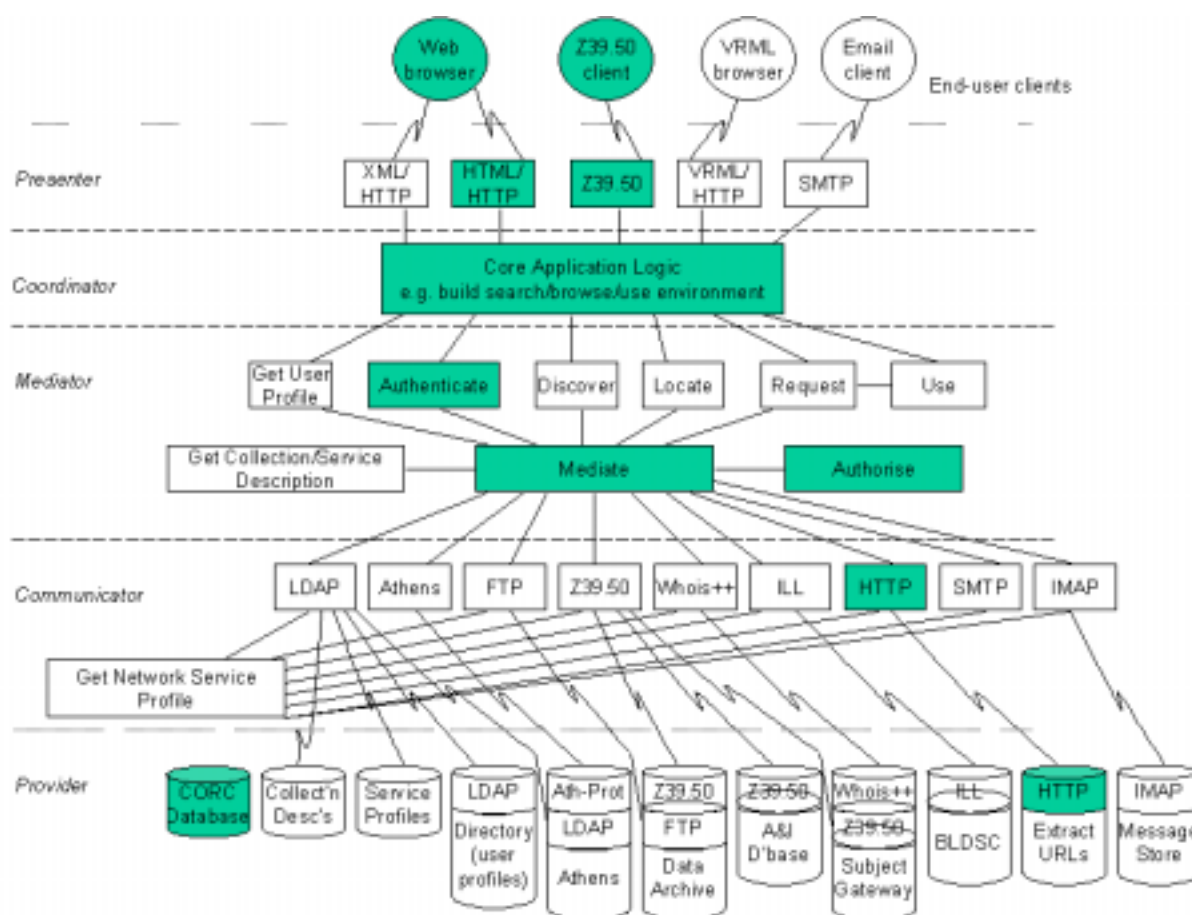 Web
browser
Z39.50
client
VRML
browser
Email
client
End-user clients
Presenter
XML/
HTTP
HTML/
HTTP
Z39.50
VRML/
HTTP
SMTP
Coordinator
Core Application Logic
e.g. build search/browse/use environment
Mediator
Get User
Profile
Authenticate
Discover
Locate
Request
Use
Get Collection/Service
Description
Mediate
Authorise
Communicator
LDAP
Athens
FTP
Z39.50
Whois++
ILL
HTTP
SMTP
IMAP
Get Network Service
Profile
Provider
CORC
Database
Collect'n
Desc's
Service
Profiles
LDAP
Directory
(user
profiles)
Ath-Prot
LDAP
Athens
Z39.50
FTP
Data
Archive
Z39.50
A&I
D'base
Whois++
Z39.50
Subject
Gateway
ILL
BLDSC
HTTP
Extract
URLs
IMAP
Message
Store